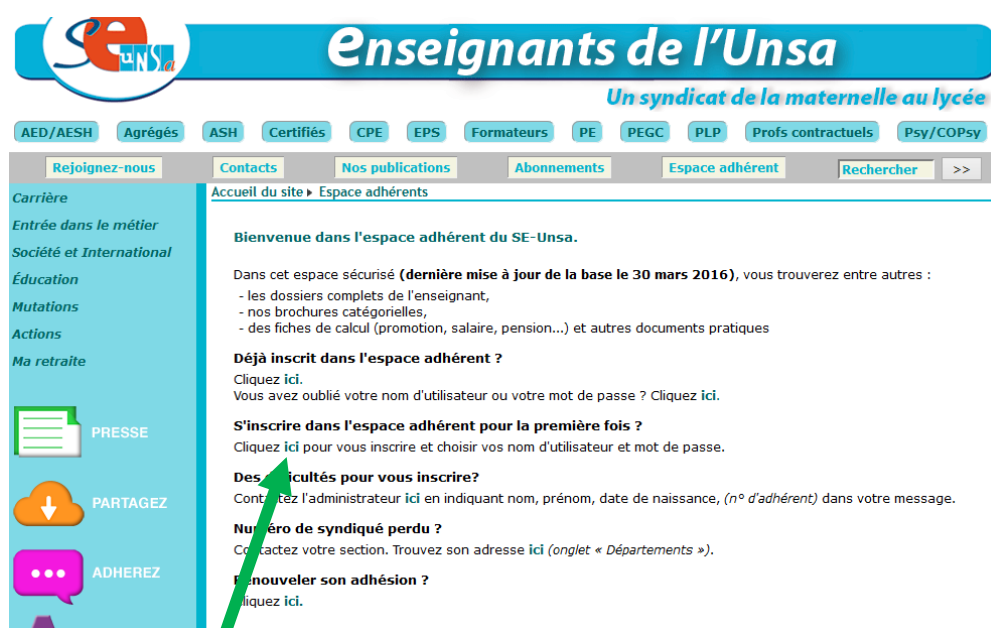 SE UNSa
enseignants de l'Unsa
Un syndicat de la maternelle au lycée
AED/AESH Agrégés ASH Certifiés CPE EPS Formateurs PE PEGC PLP Profs contractuels Psy/COPsy
Rejoignez-nous Contacts Nos publications Abonnements Espace adhérent Rechercher >>
Carrière
Entrée dans le métier
Société et International
Éducation
Mutations
Actions
Ma retraite
PRESSE
PARTAGEZ
ADHEREZ
Accueil du site ▸ Espace adhérents
Bienvenue dans l'espace adhérent du SE-Unsa.
Dans cet espace sécurisé (dernière mise à jour de la base le 30 mars 2016), vous trouverez entre autres :
- les dossiers complets de l'enseignant,
- nos brochures catégorielles,
- des fiches de calcul (promotion, salaire, pension...) et autres documents pratiques
Déjà inscrit dans l'espace adhérent ?
Cliquez ici.
Vous avez oublié votre nom d'utilisateur ou votre mot de passe ? Cliquez ici.
S'inscrire dans l'espace adhérent pour la première fois ?
Cliquez ici pour vous inscrire et choisir vos nom d'utilisateur et mot de passe.
Des difficultés pour vous inscrire?
Contactez l'administrateur ici en indiquant nom, prénom, date de naissance, (n° d'adhérent) dans votre message.
Numéro de syndiqué perdu ?
Contactez votre section. Trouvez son adresse ici (onglet « Départements »).
Renouveler son adhésion ?
Cliquez ici.